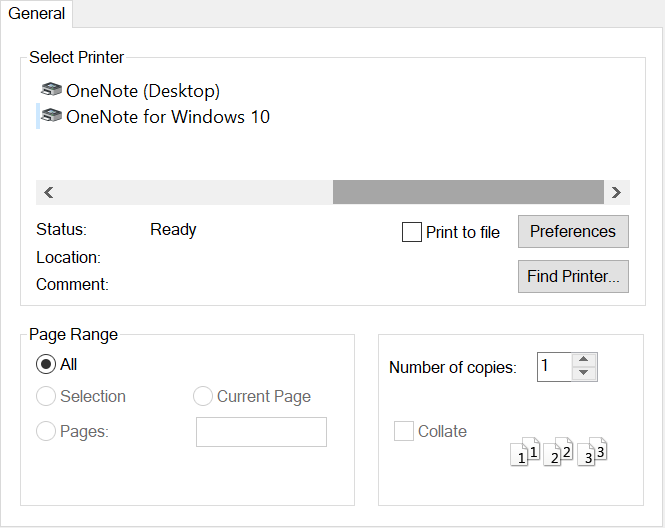 General
Select Printer
OneNote (Desktop)
OneNote for Windows 10
Status: Ready
Print to file
Preferences
Location:
Comment:
Find Printer...
Page Range
All
Selection
Current Page
Pages:
Number of copies: 1
Collate
1 1 2 2 3 3